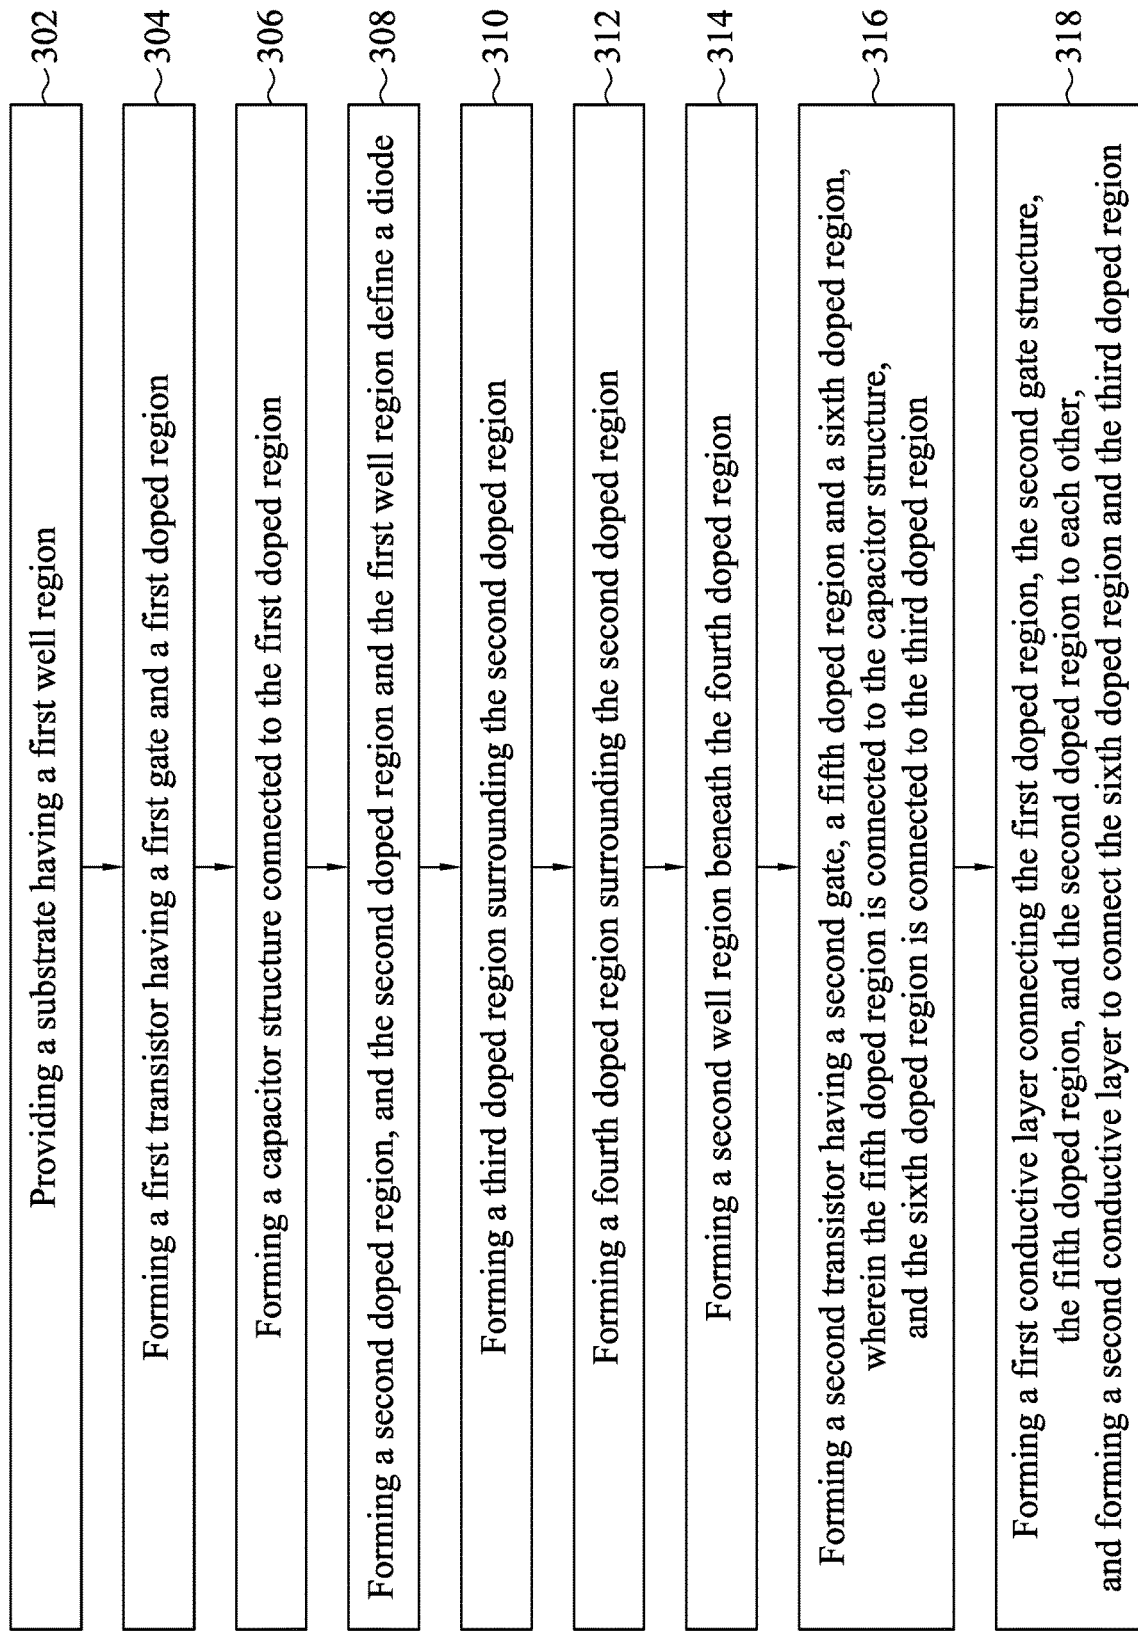 Providing a substrate having a first well region
302
Forming a first transistor having a first gate and a first doped region
304
Forming a capacitor structure connected to the first doped region
306
Forming a second doped region, and the second doped region and the first well region define a diode
308
Forming a third doped region surrounding the second doped region
310
Forming a fourth doped region surrounding the second doped region
312
Forming a second well region beneath the fourth doped region
314
Forming a second transistor having a second gate, a fifth doped region and a sixth doped region,
wherein the fifth doped region is connected to the capacitor structure,
and the sixth doped region is connected to the third doped region
316
Forming a first conductive layer connecting the first doped region, the second gate structure,
the fifth doped region, and the second doped region to each other,
and forming a second conductive layer to connect the sixth doped region and the third doped region
318